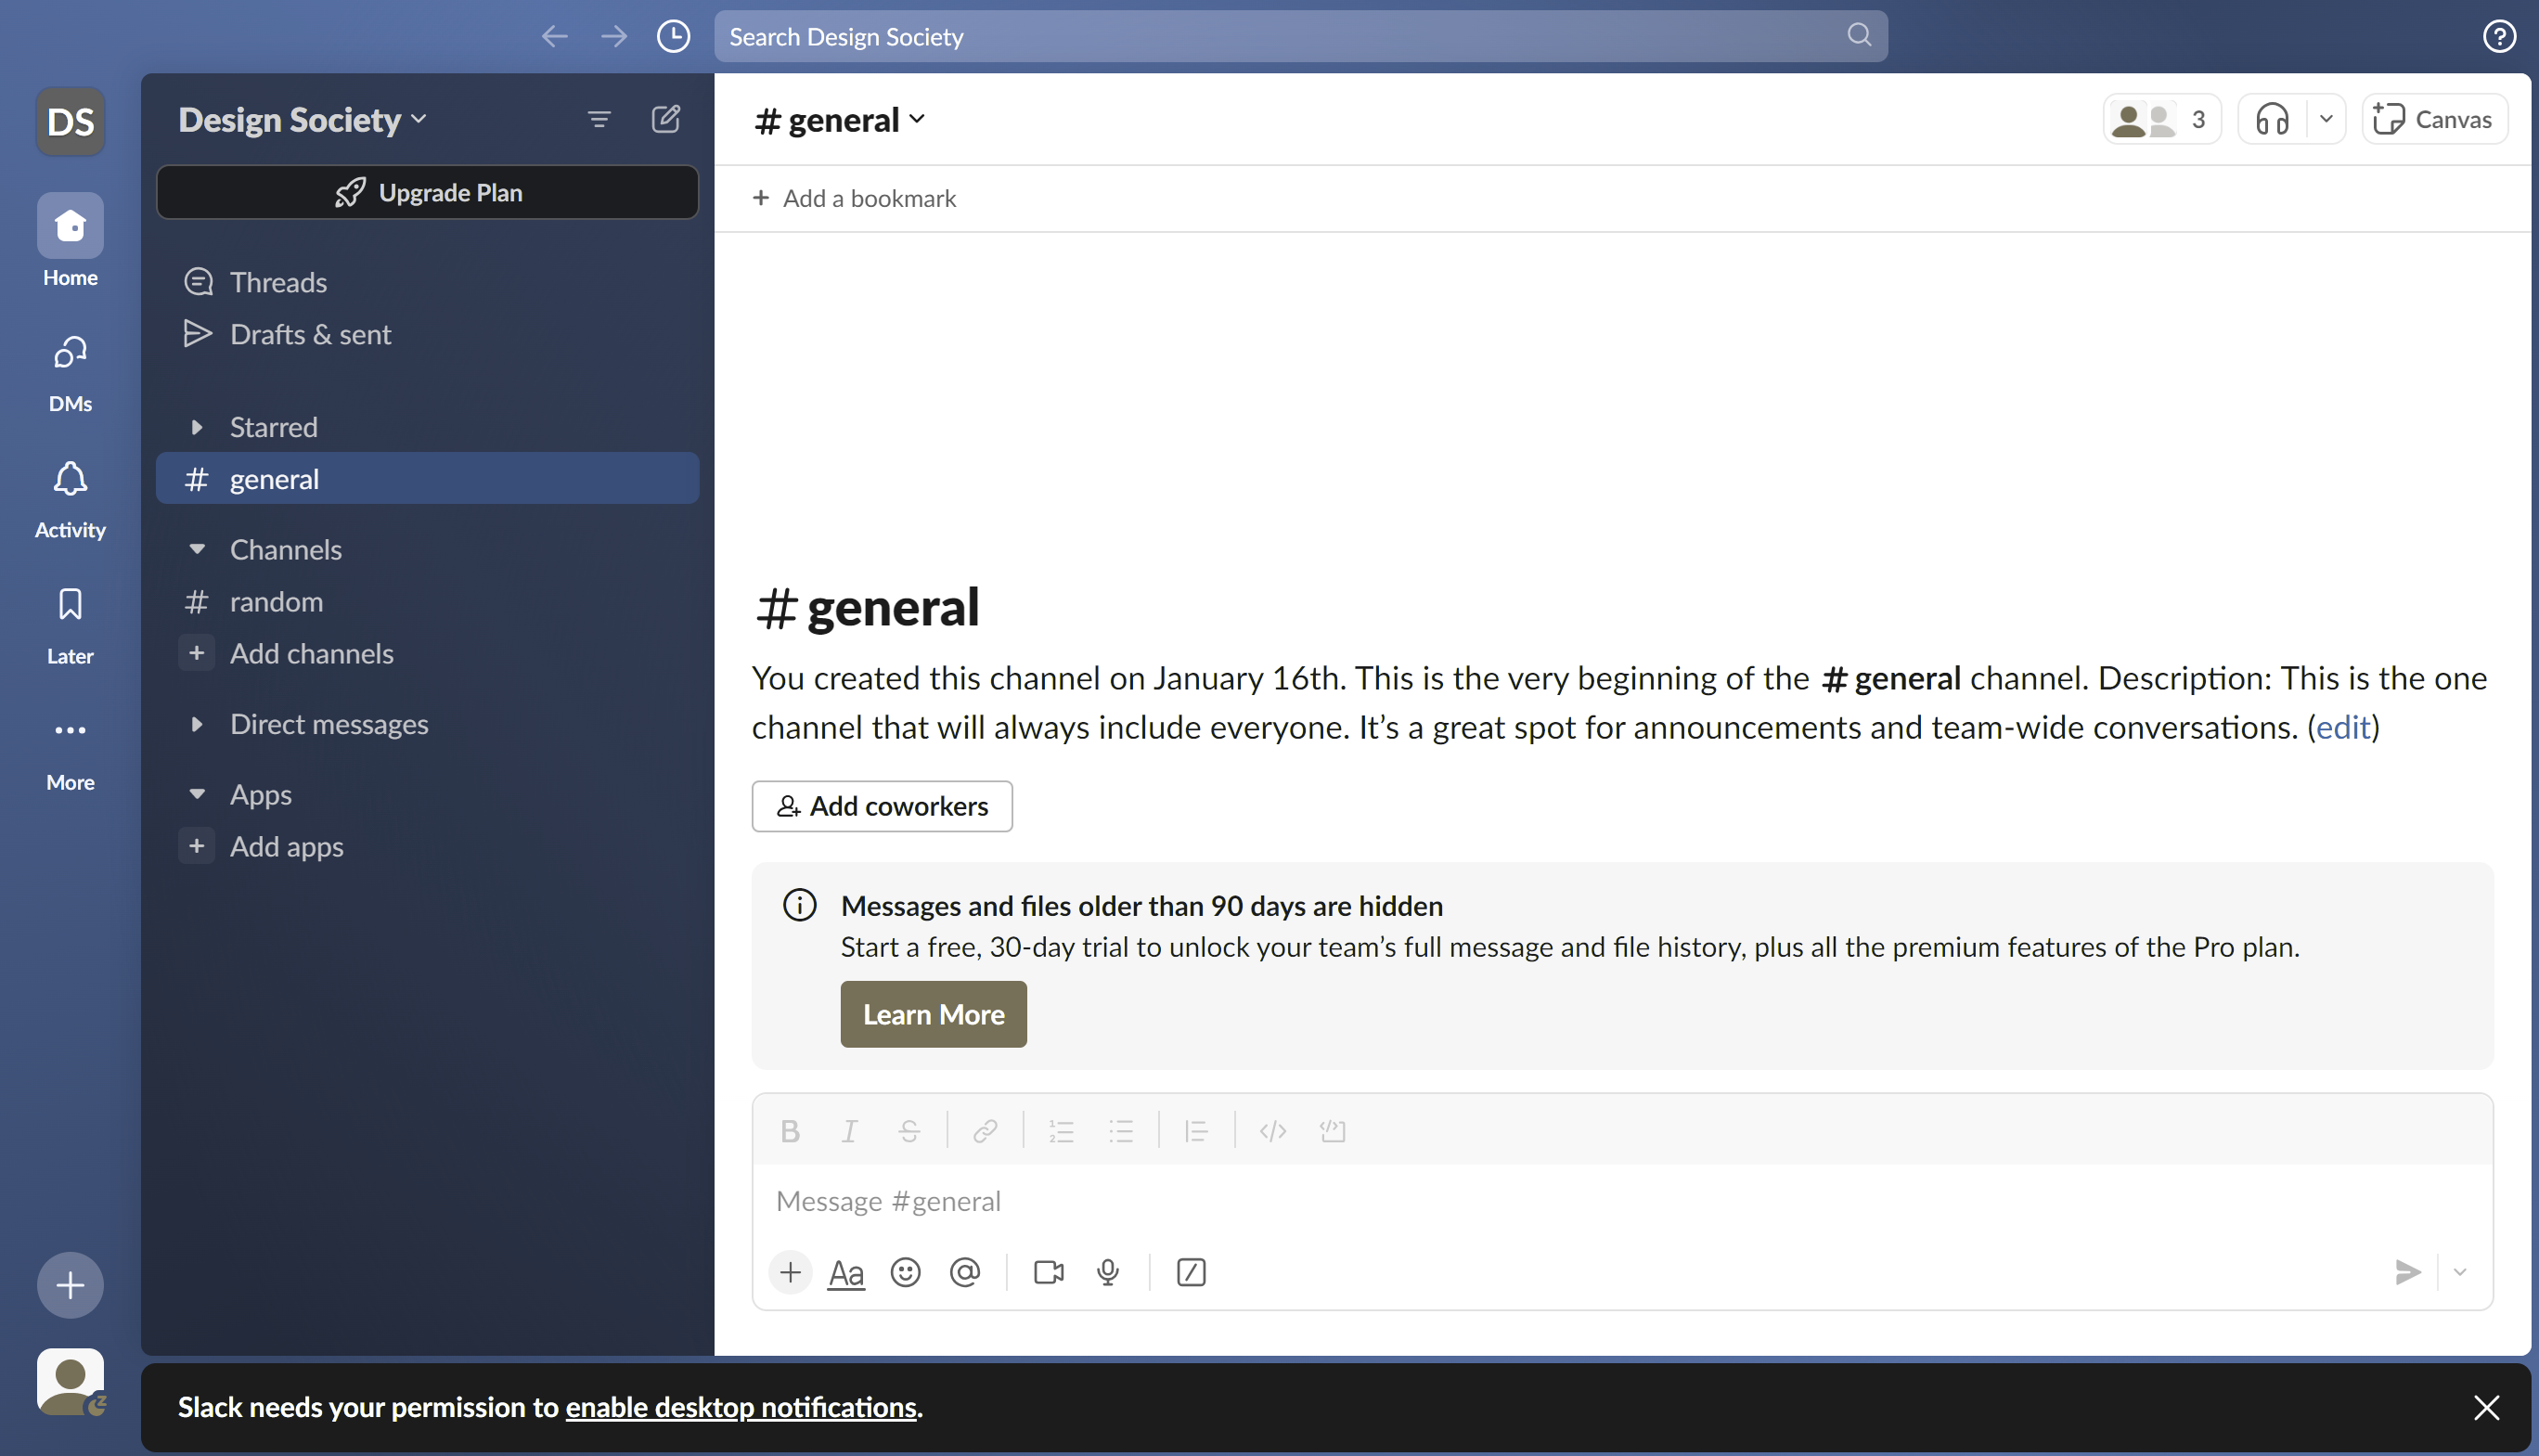 Search Design Society
DS
Home
DMs
Activity
Later
More
Design Society
Upgrade Plan
Threads
Drafts & sent
Starred
# general
Channels
# random
+ Add channels
Direct messages
Apps
+ Add apps
# general
3
Canvas
+ Add a bookmark
# general
You created this channel on January 16th. This is the very beginning of the # general channel. Description: This is the one
channel that will always include everyone. It’s a great spot for announcements and team-wide conversations. (edit)
Add coworkers
Messages and files older than 90 days are hidden
Start a free, 30-day trial to unlock your team’s full message and file history, plus all the premium features of the Pro plan.
Learn More
Message #general
Aa
Slack needs your permission to enable desktop notifications.